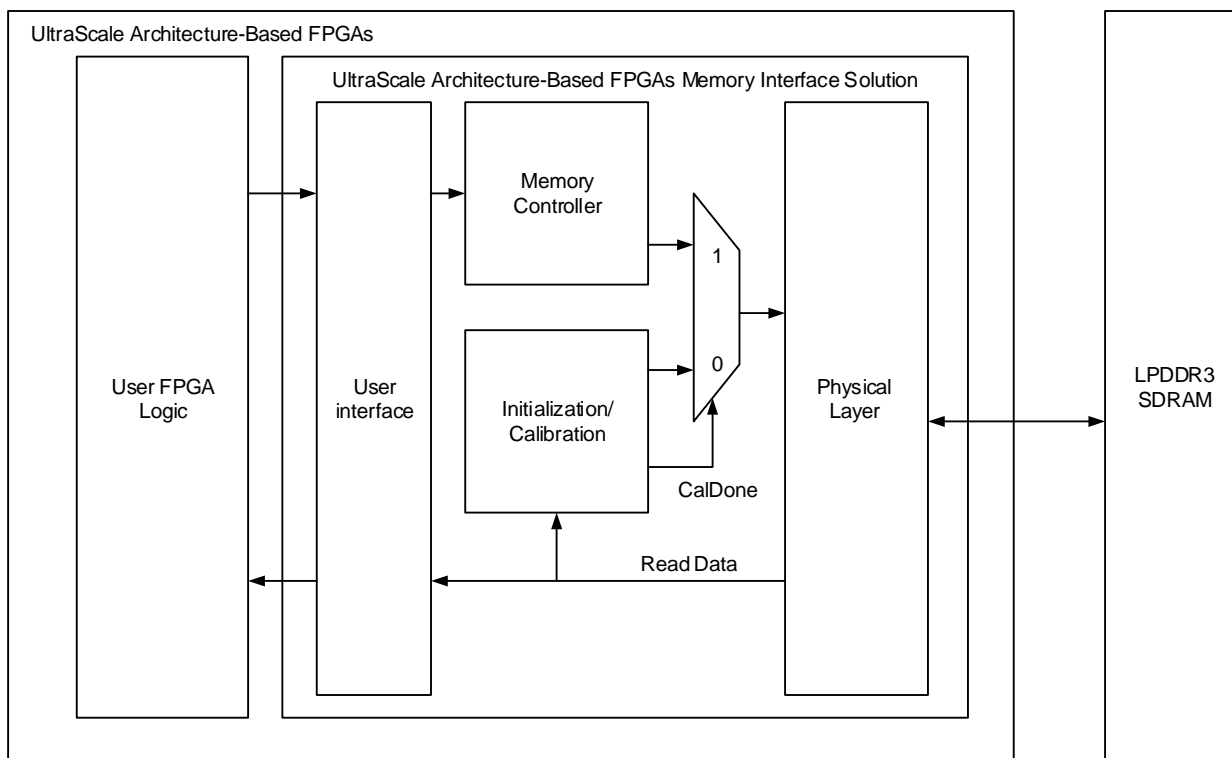 UltraScale Architecture-Based FPGAs
UltraScale Architecture-Based FPGAs Memory Interface Solution
User FPGA
Logic
User
interface
Memory
Controller
1
0
Initialization/
Calibration
CalDone
Read Data
Physical
Layer
LPDDR3
SDRAM